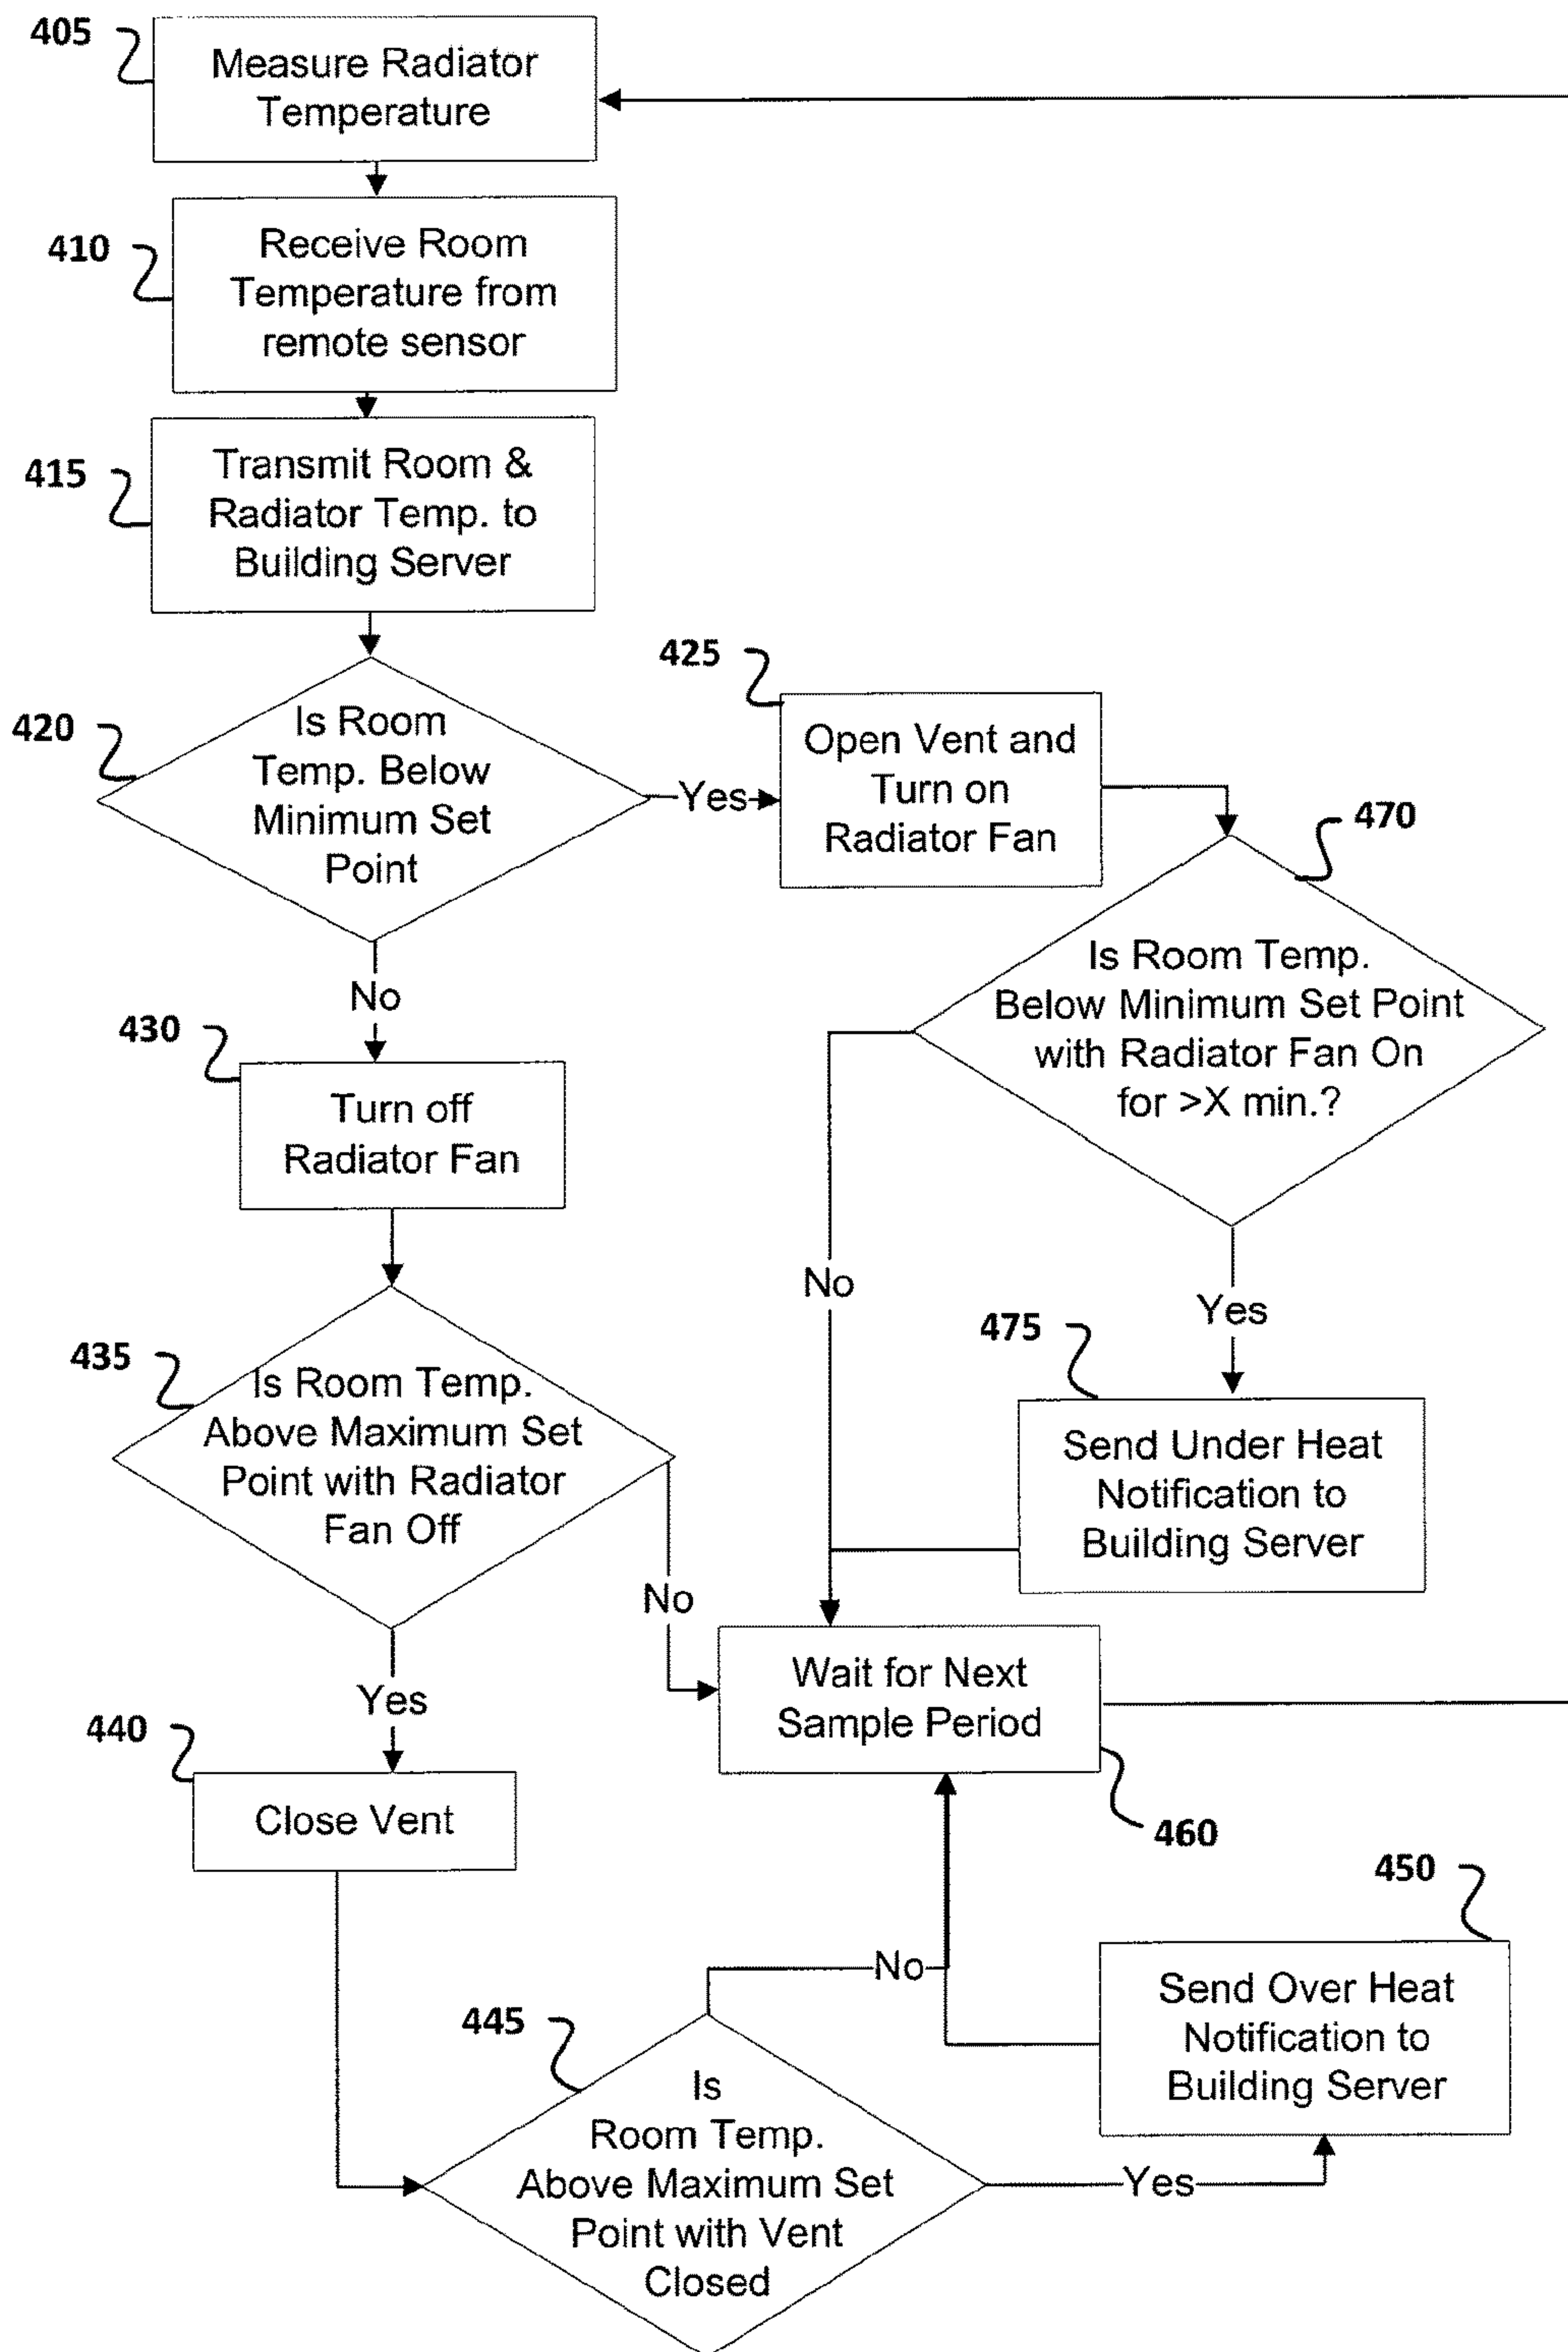 405
Measure Radiator
Temperature
410
Receive Room
Temperature from
remote sensor
415
Transmit Room &
Radiator Temp. to
Building Server
420
Is Room
Temp. Below
Minimum Set
Point
Yes
425
Open Vent and
Turn on
Radiator Fan
470
Is Room Temp.
Below Minimum Set Point
with Radiator Fan On
for >X min.?
No
430
Turn off
Radiator Fan
No
Yes
475
Send Under Heat
Notification to
Building Server
435
Is Room Temp.
Above Maximum Set
Point with Radiator
Fan Off
No
Wait for Next
Sample Period
460
Yes
440
Close Vent
450
Send Over Heat
Notification to
Building Server
No
445
Is
Room Temp.
Above Maximum Set
Point with Vent
Closed
Yes